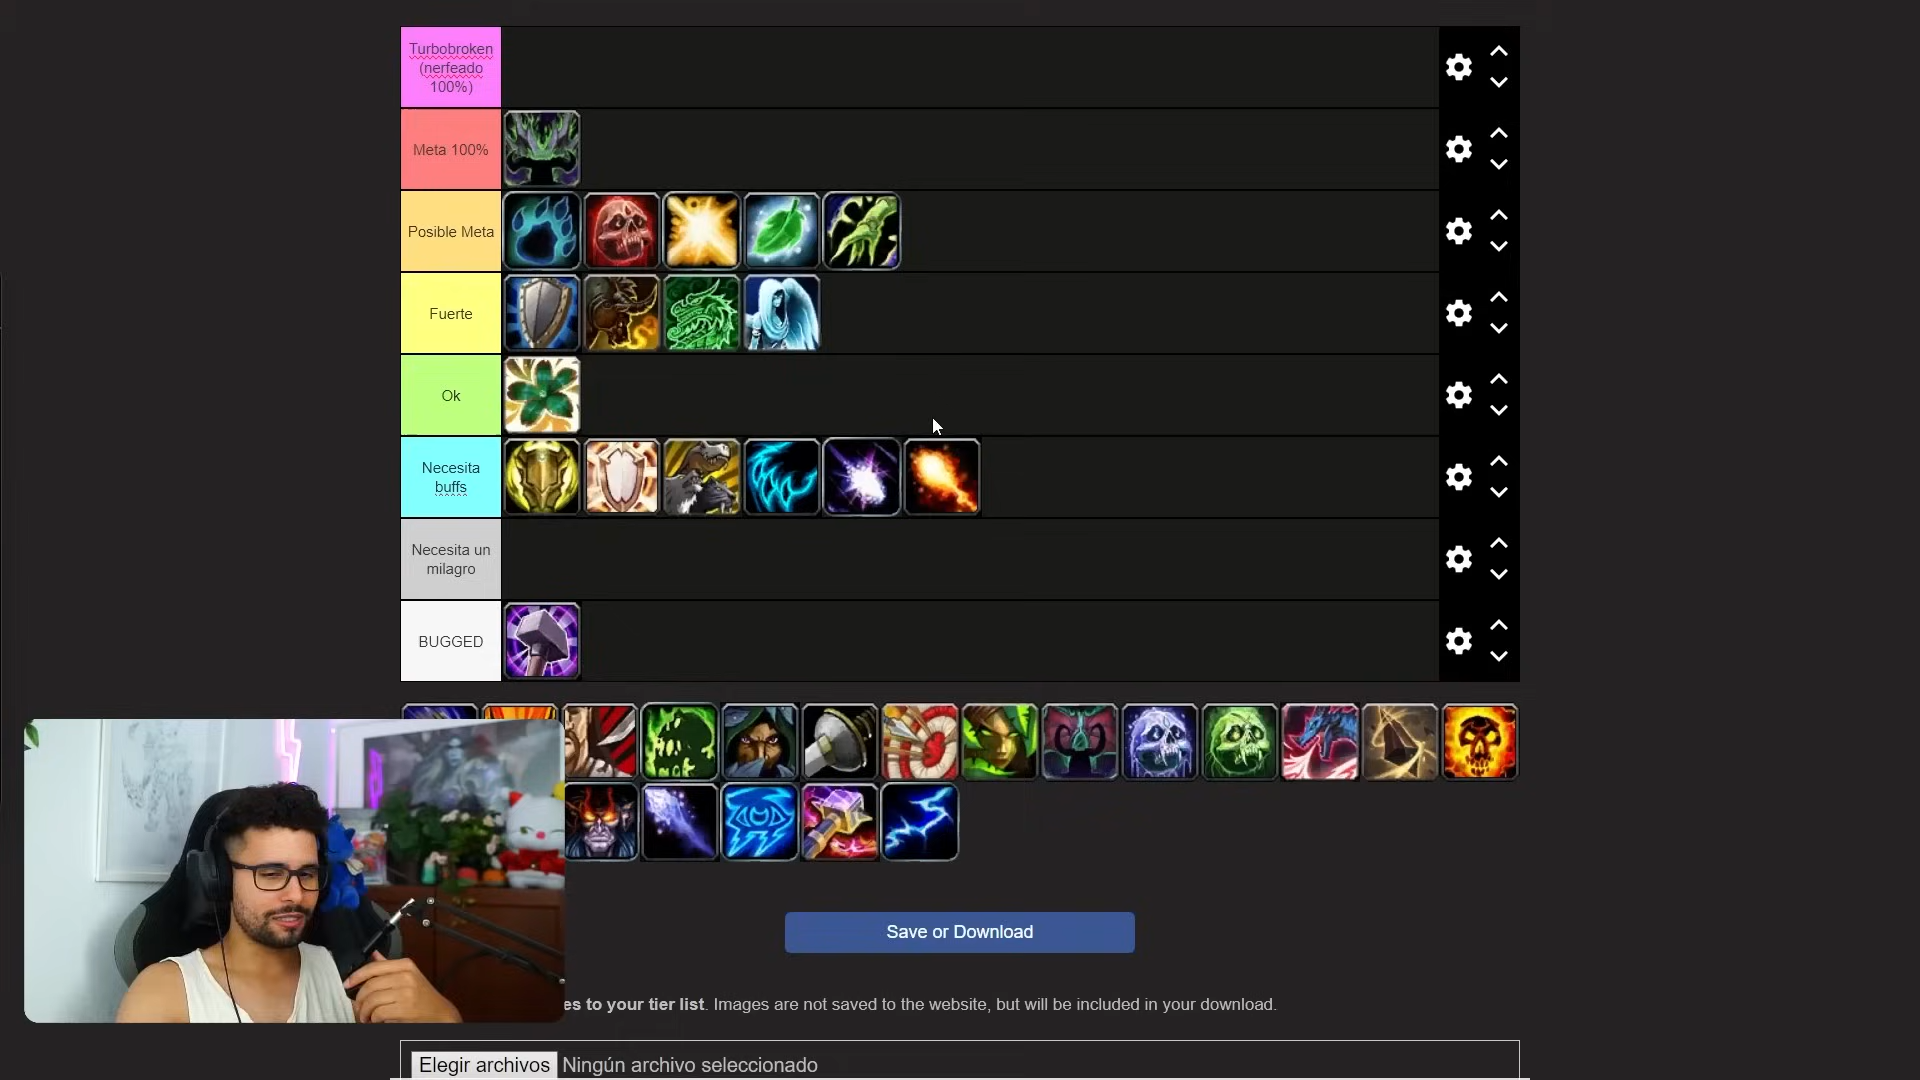 Turbobroken
(nerfeado
100%)
Meta 100%
Posible Meta
Fuerte
Ok
Necesita
buffs
Necesita un
milagro
BUGGED
Save or Download
es to your tier list. Images are not saved to the website, but will be included in your download.
Elegir archivos Ningún archivo seleccionado